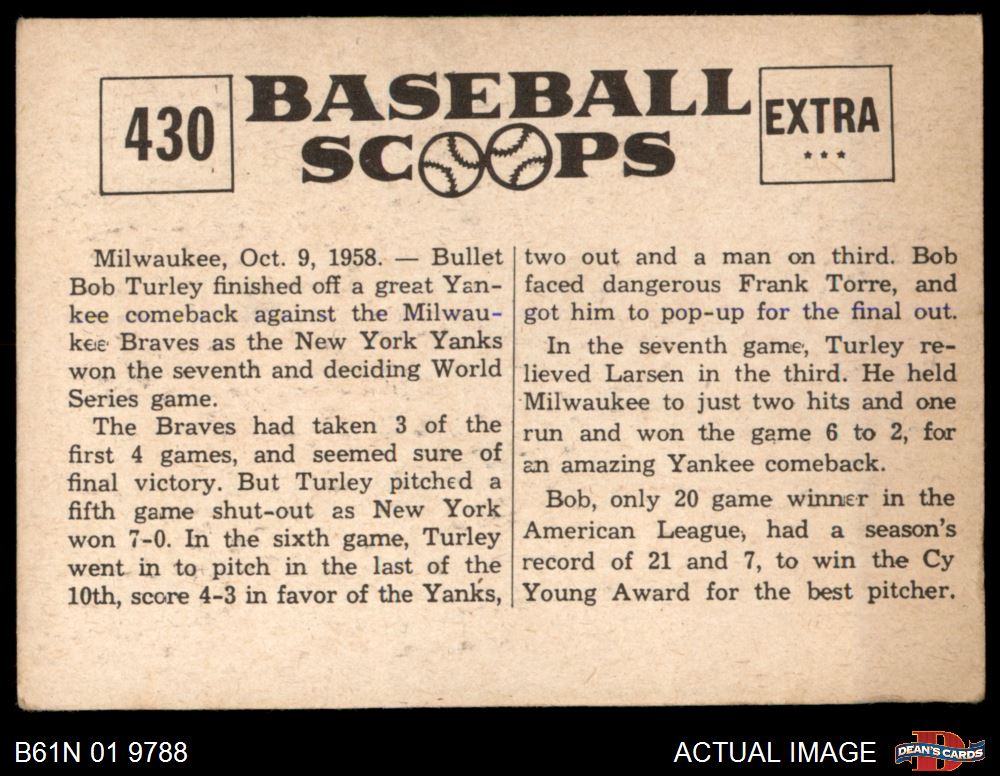 430
BASEBALL
SCOOPS
EXTRA
***
Milwaukee, Oct. 9, 1958. — Bullet
Bob Turley finished off a great Yan-
kee comeback against the Milwau-
kee Braves as the New York Yanks
won the seventh and deciding World
Series game.
The Braves had taken 3 of the
first 4 games, and seemed sure of
final victory. But Turley pitched a
fifth game shut-out as New York
won 7-0. In the sixth game, Turley
went in to pitch in the last of the
10th, score 4-3 in favor of the Yanks,
two out and a man on third. Bob
faced dangerous Frank Torre, and
got him to pop-up for the final out.
In the seventh game, Turley re-
lieved Larsen in the third. He held
Milwaukee to just two hits and one
run and won the game 6 to 2, for
an amazing Yankee comeback.
Bob, only 20 game winner in the
American League, had a season's
record of 21 and 7, to win the Cy
Young Award for the best pitcher.
B61N 01 9788
ACTUAL IMAGE
DEAN'S CARDS